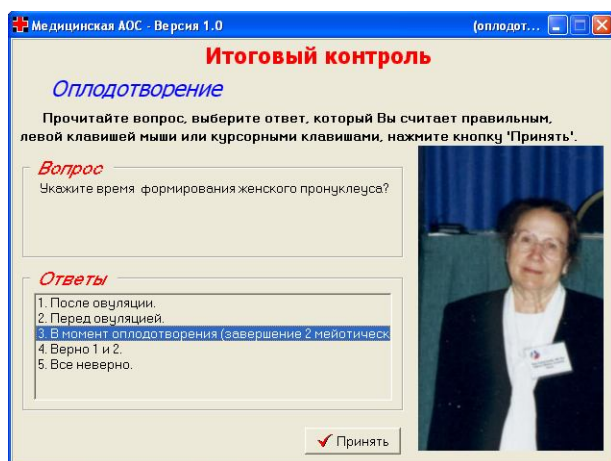 Медицинская АОС - Версия 1.0 (оплодот...
Итоговый контроль
Оплодотворение
Прочитайте вопрос, выберите ответ, который Вы считает правильным,
левой клавишей мыши или курсорными клавишами, нажмите кнопку 'Принять'.
Вопрос
Укажите время формирования женского пронуклеуса?
Ответы
1. После овуляции.
2. Перед овуляцией.
3. В момент оплодотворения (завершение 2 мейотическ
4. Верно 1 и 2.
5. Все неверно.
Принять